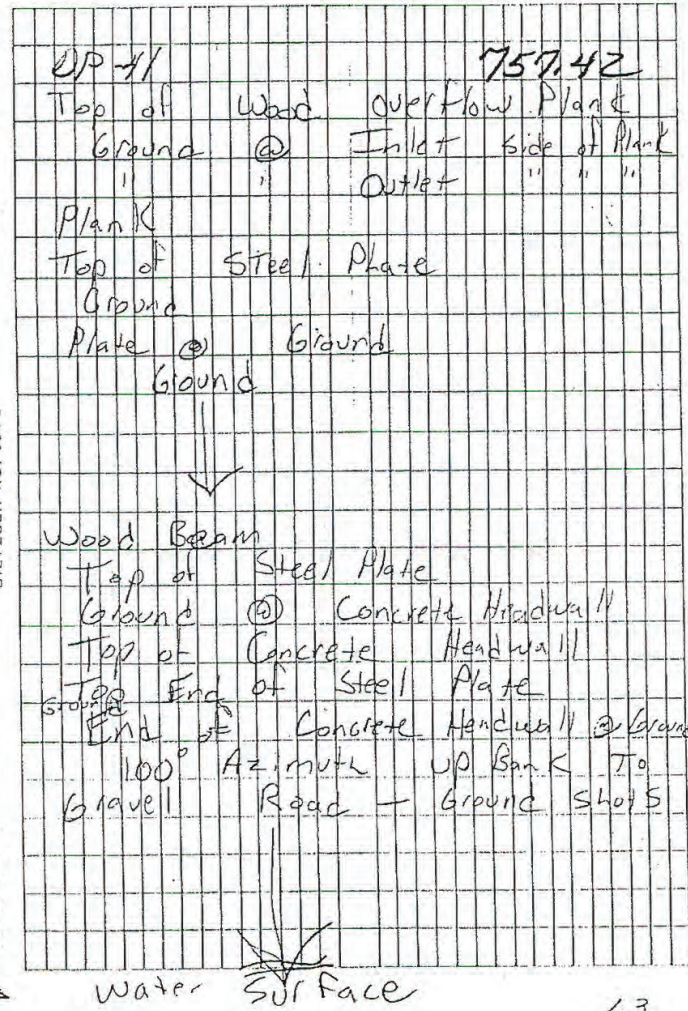 DP-41 757.42
Top of Wood Overflow Plank
Ground @ Inlet Side of Plank
" " Outlet " " "
Plank
Top of Steel Plate
Ground
Plate @ Ground
Ground
Wood Beam
Top of Steel Plate
Ground @ Concrete Headwall
Top of Concrete Headwall
Top End of Steel Plate
Ground @
End of Concrete Headwall @ Ground
100° Azimuth up Bank To
Gravell Road — Ground Shots
Water Surface